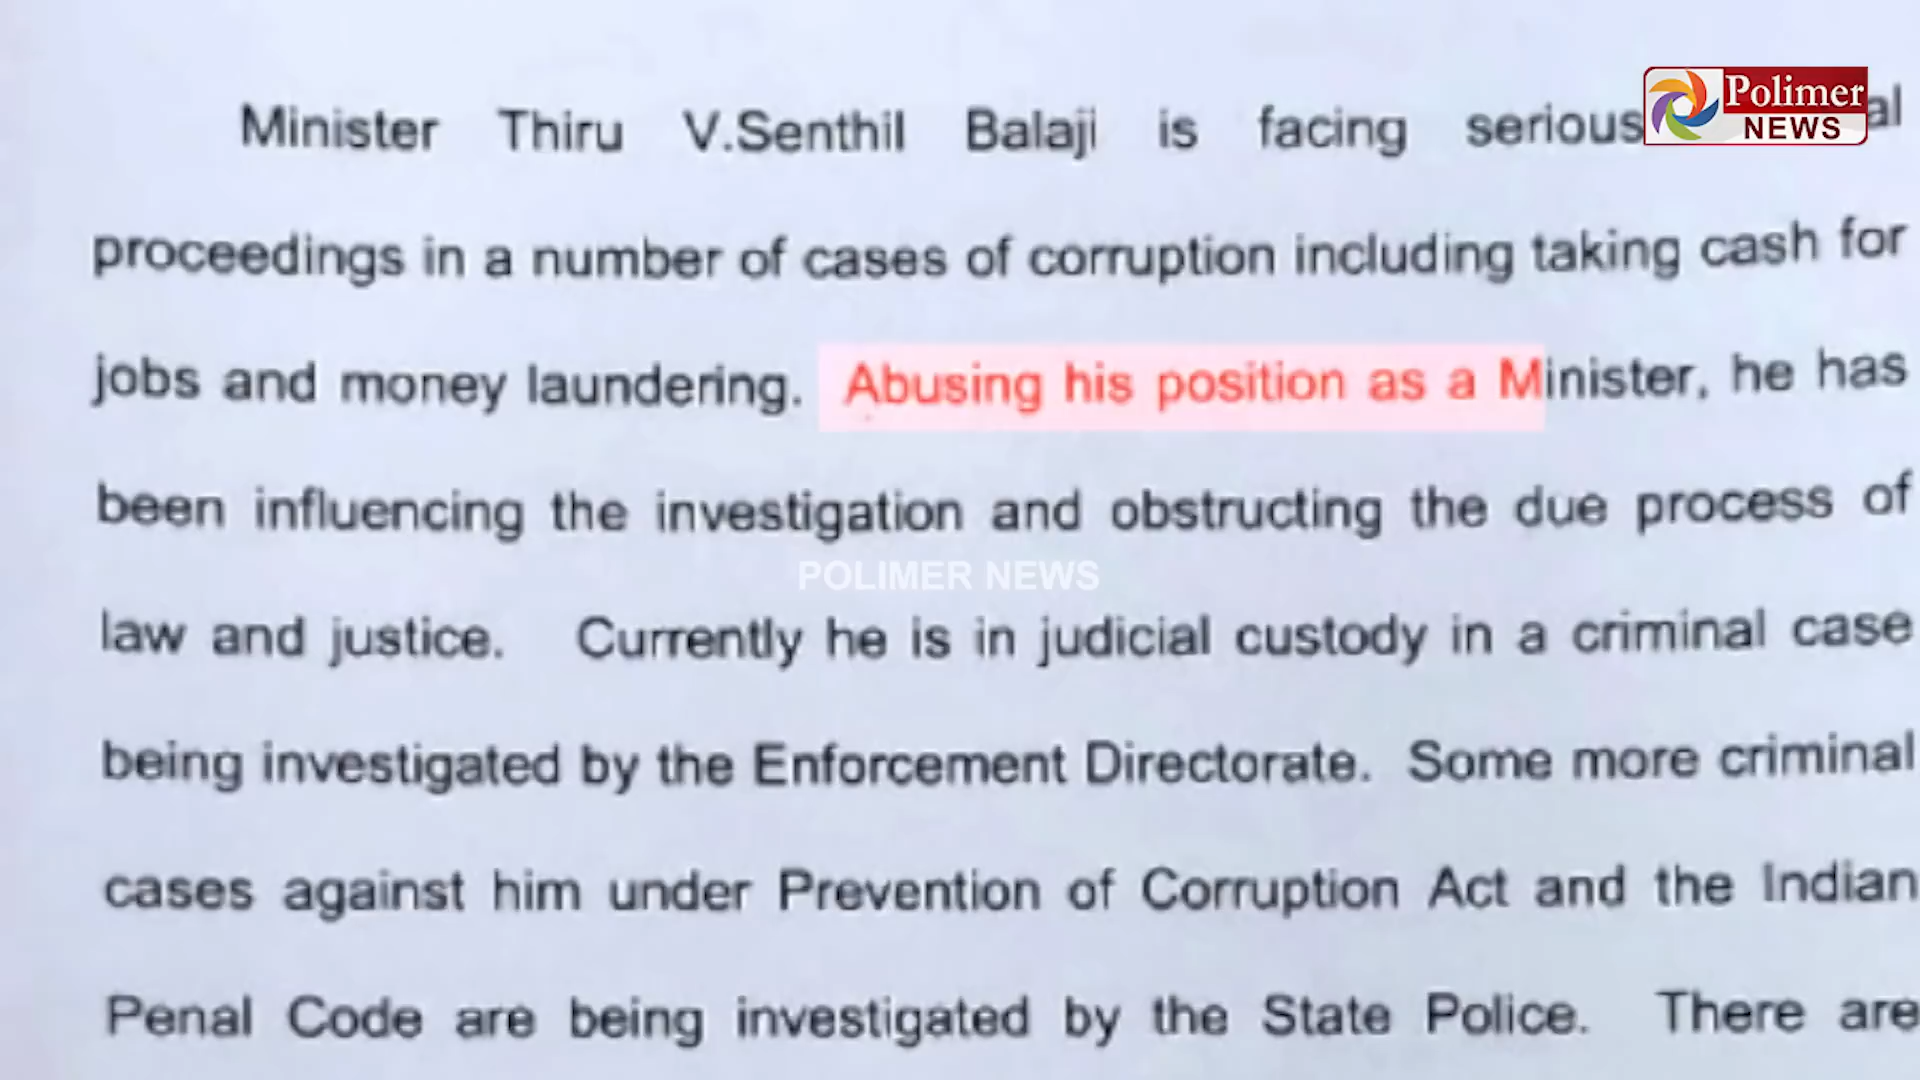 Polimer
NEWS
Minister Thiru V.Senthil Balaji is facing serious al
proceedings in a number of cases of corruption including taking cash for
jobs and money laundering. Abusing his position as a Minister, he has
been influencing the investigation and obstructing the due process of
POLIMER NEWS
law and justice. Currently he is in judicial custody in a criminal case
being investigated by the Enforcement Directorate. Some more criminal
cases against him under Prevention of Corruption Act and the Indian
Penal Code are being investigated by the State Police. There are